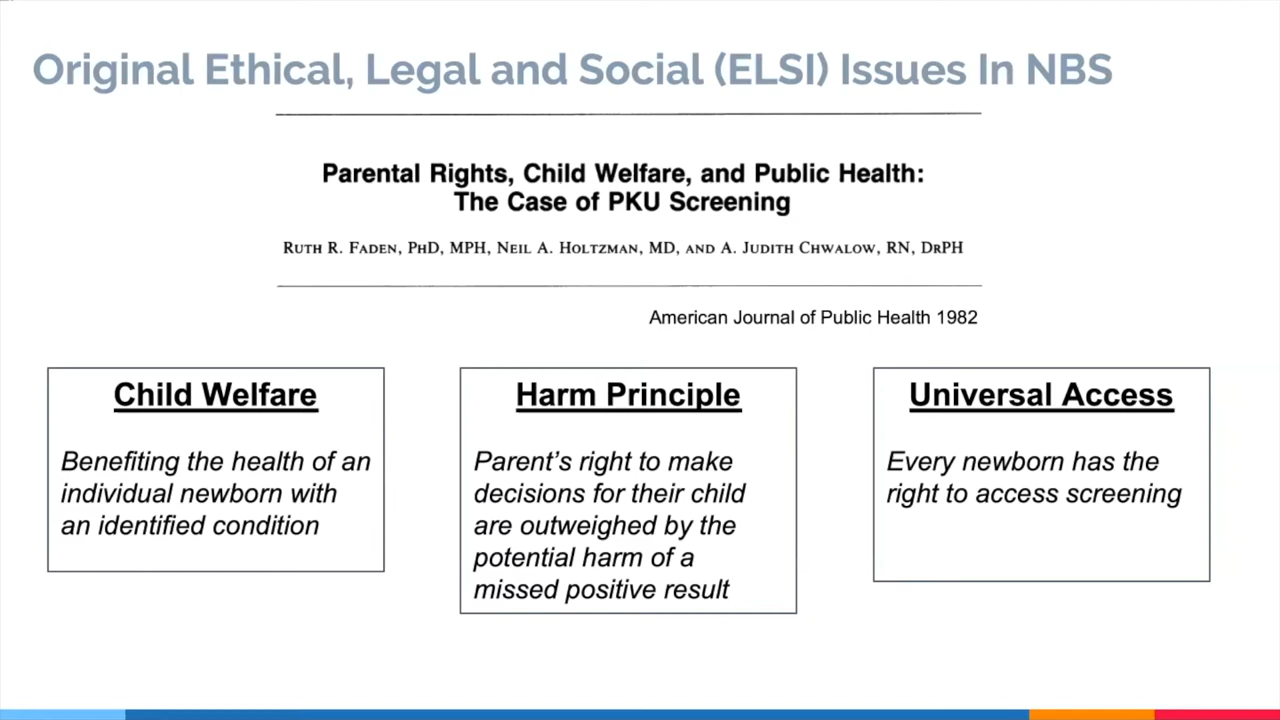 Original Ethical, Legal and Social (ELSI) Issues In NBS
Parental Rights, Child Welfare, and Public Health:
The Case of PKU Screening
RUTH R. FADEN, PHD, MPH, NEIL A. HOLTZMAN, MD, AND A. JUDITH CHWALOW, RN, DRPH
American Journal of Public Health 1982
Child Welfare
Benefiting the health of an
individual newborn with
an identified condition
Harm Principle
Parent's right to make
decisions for their child
are outweighed by the
potential harm of a
missed positive result
Universal Access
Every newborn has the
right to access screening